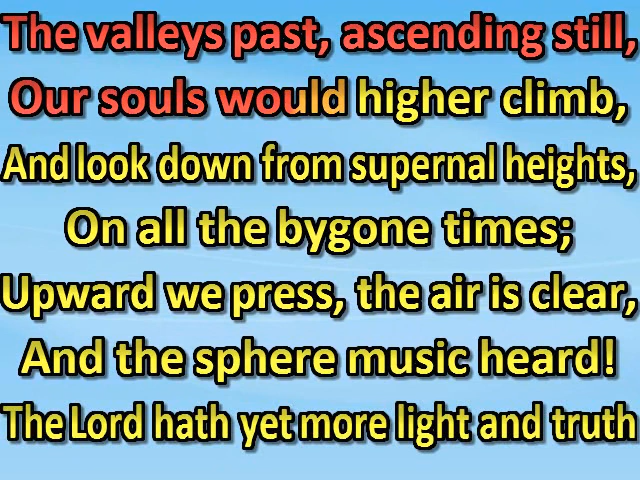 The valleys past, ascending still,
Our souls would higher climb,
And look down from supernal heights,
On all the bygone times;
Upward we press, the air is clear,
And the sphere music heard!
The Lord hath yet more light and truth